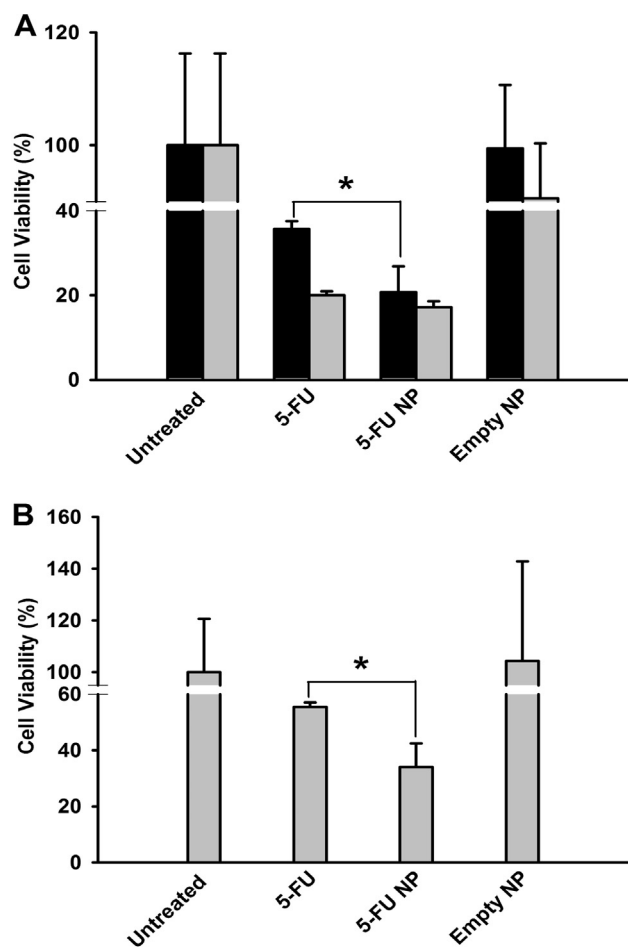 A
120
100
40
20
0
Cell Viability (%)
*
Untreated
5-FU
5-FU NP
Empty NP
B
160
140
120
100
60
40
20
0
Cell Viability (%)
*
Untreated
5-FU
5-FU NP
Empty NP